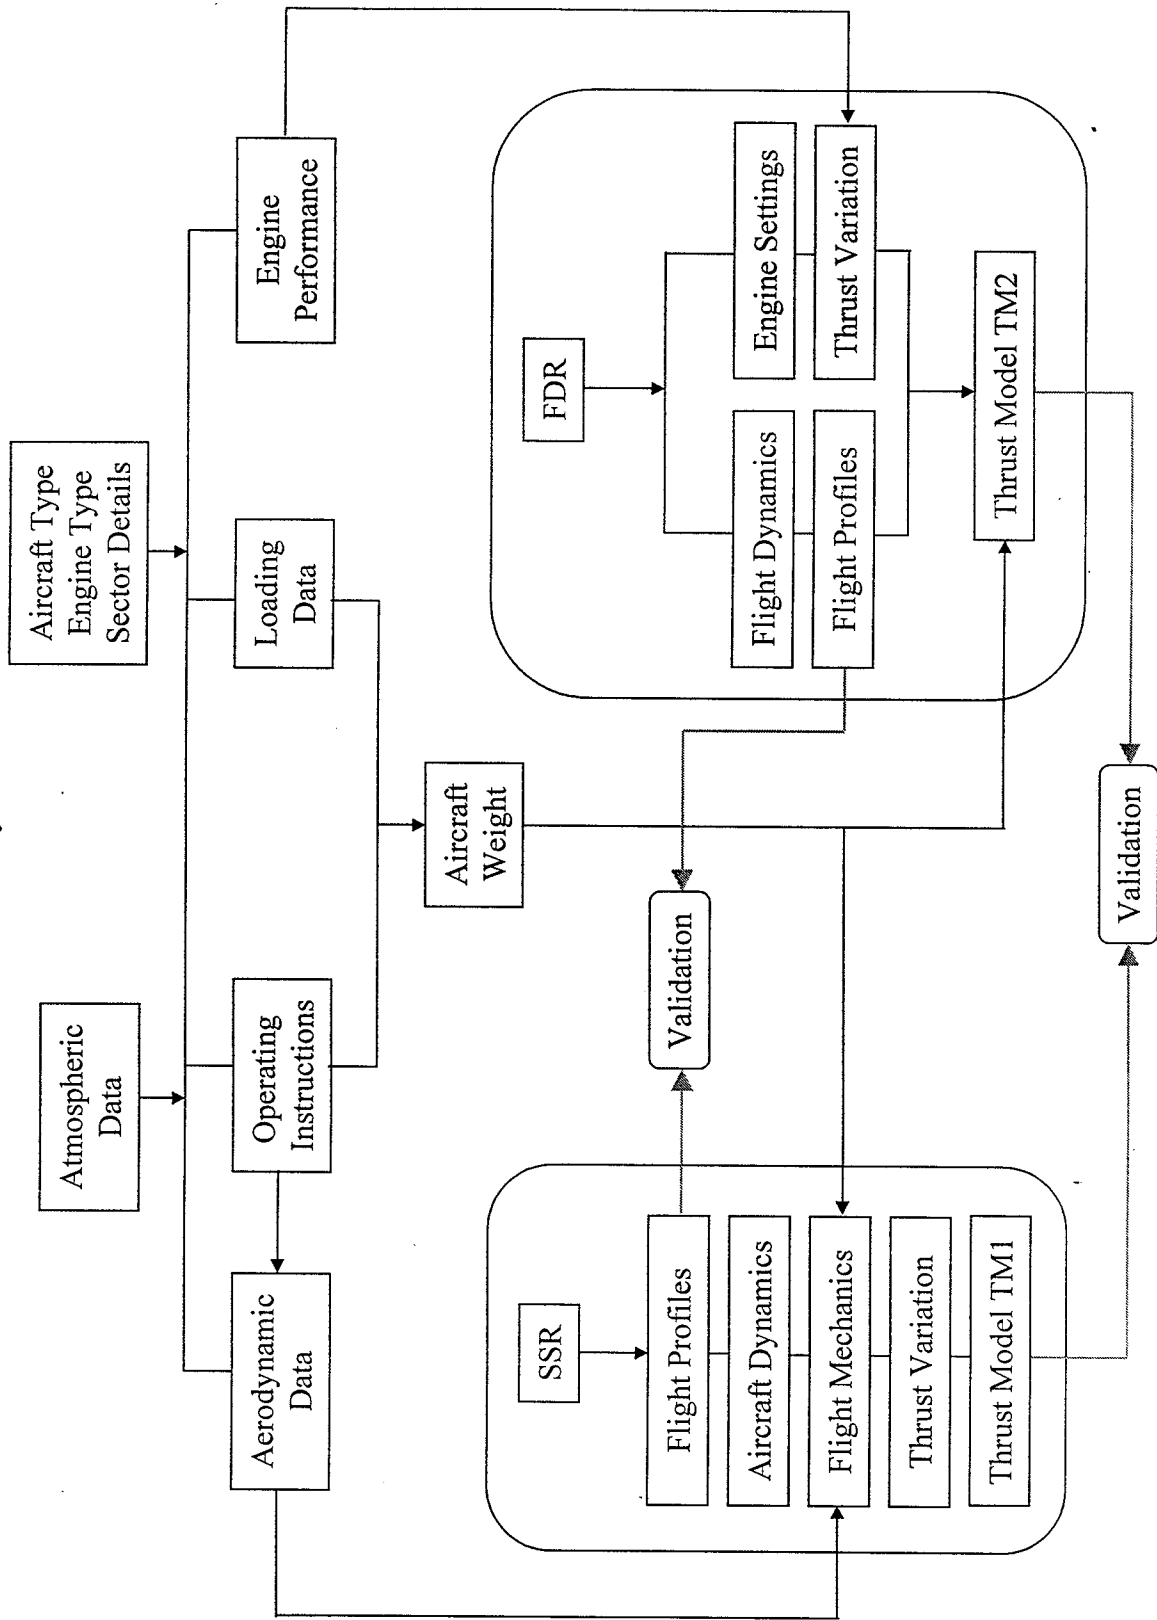 Atmospheric
Data
Aircraft Type
Engine Type
Sector Details
Aerodynamic
Data
Operating
Instructions
Loading
Data
Engine
Performance
Aircraft
Weight
SSR
Flight Profiles
Aircraft Dynamics
Flight Mechanics
Thrust Variation
Thrust Model TM1
Validation
FDR
Flight Dynamics
Engine Settings
Flight Profiles
Thrust Variation
Thrust Model TM2
Validation